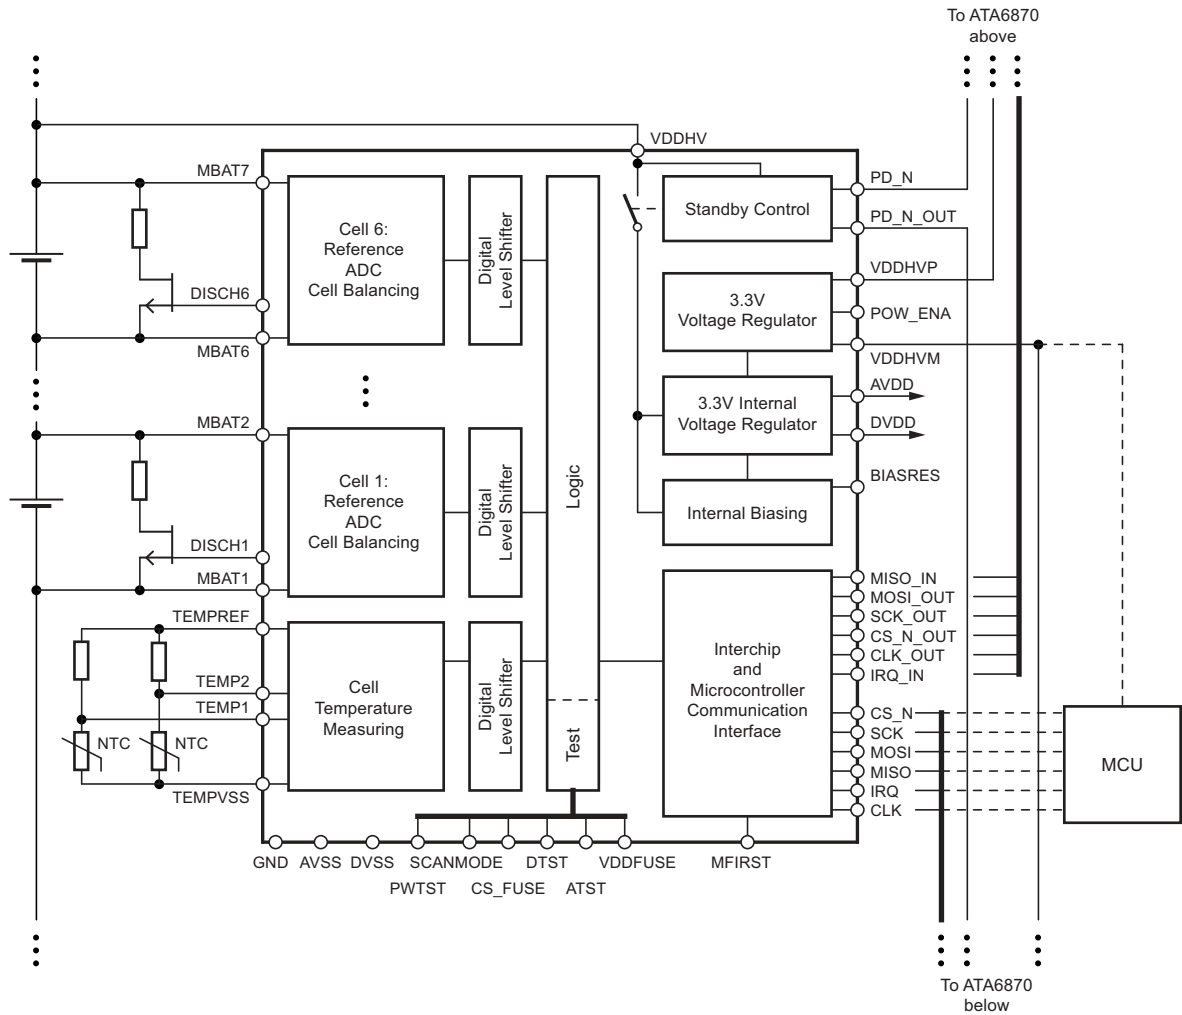 To ATA6870
above
VDDHV
MBAT7
PD_N
Standby Control
Cell 6:
Reference
ADC
Cell Balancing
Digital
Level Shifter
PD_N_OUT
VDDHVP
DISCH6
3.3V
Voltage Regulator
POW_ENA
MBAT6
VDDHVM
AVDD
3.3V Internal
Voltage Regulator
MBAT2
DVDD
Cell 1:
Reference
ADC
Cell Balancing
Digital
Level Shifter
Logic
BIASRES
Internal Biasing
DISCH1
MBAT1
MISO_IN
MOSI_OUT
TEMPREF
SCK_OUT
CS_N_OUT
CLK_OUT
IRQ_IN
Interchip
and
Microcontroller
Communication
Interface
Cell
Temperature
Measuring
Digital
Level Shifter
Test
TEMP2
TEMP1
CS_N
SCK
NTC
NTC
MOSI
MISO
MCU
IRQ
TEMPVSS
CLK
GND
AVSS
DVSS
SCANMODE
DTST
VDDFUSE
MFIRST
PWTST
CS_FUSE
ATST
To ATA6870
below